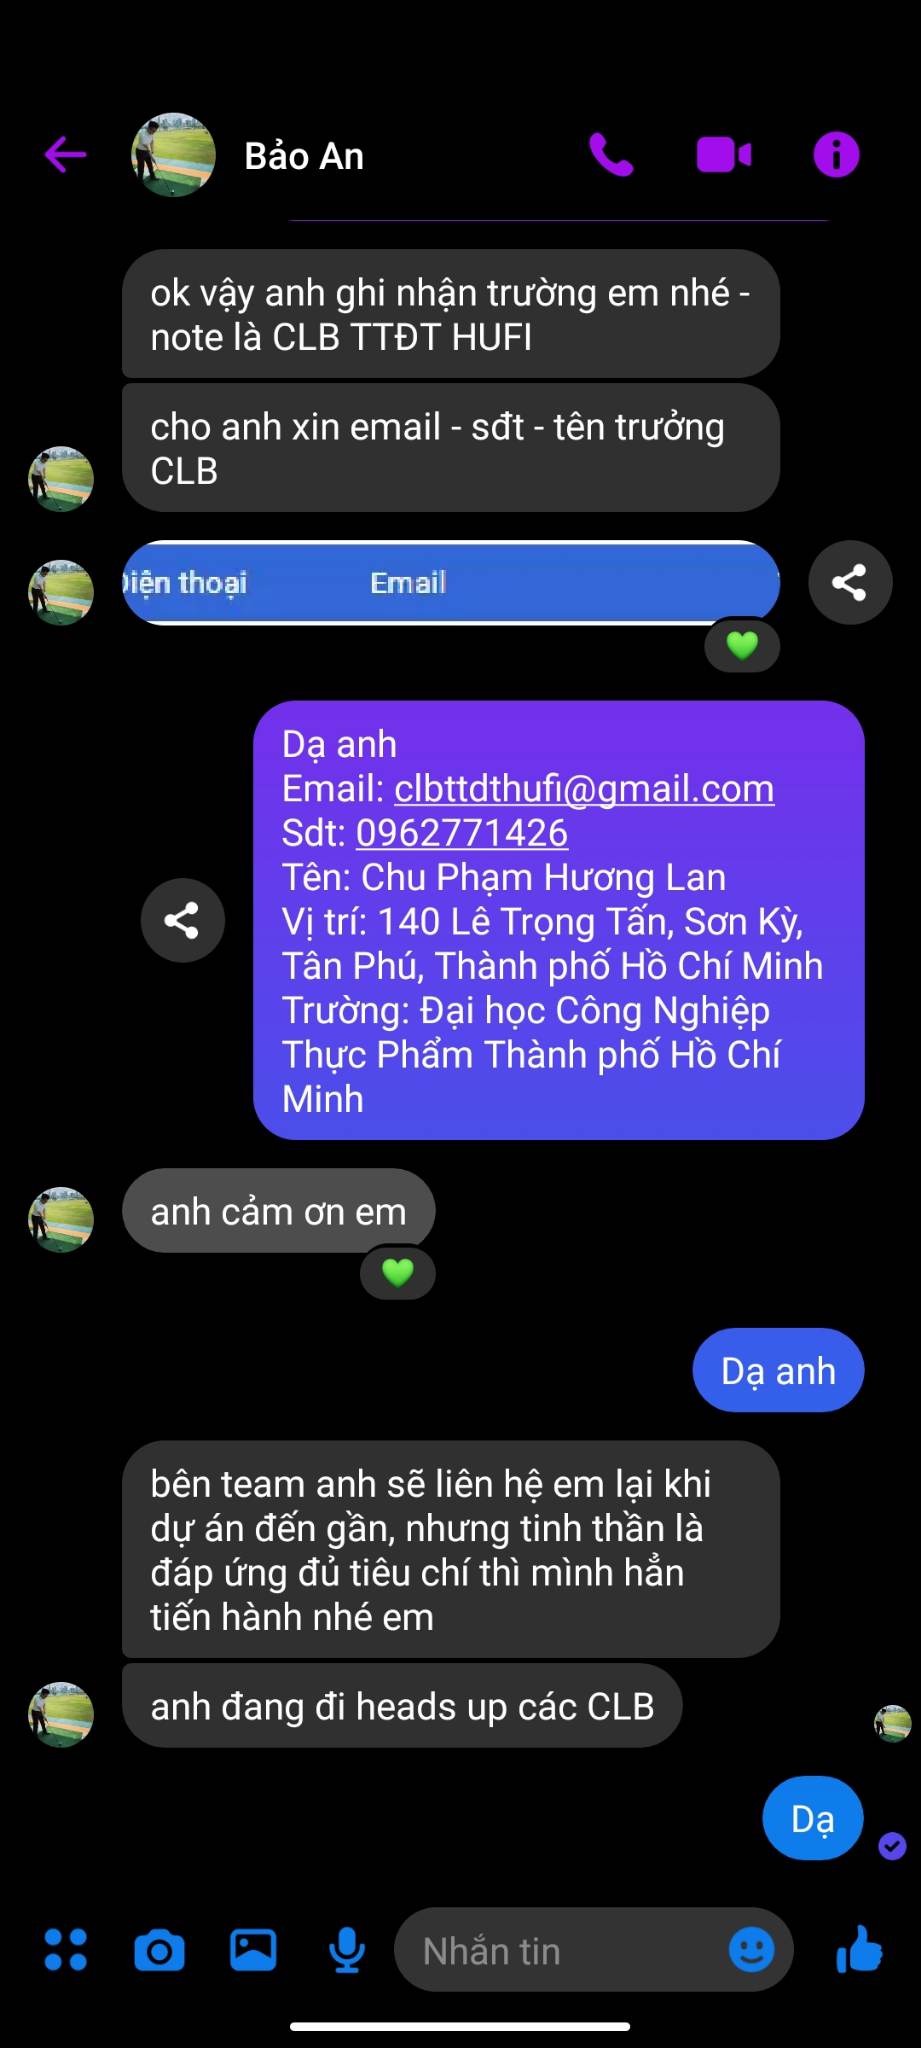 Bảo An
ok vậy anh ghi nhận trường em nhé -
note là CLB TTĐT HUFI
cho anh xin email - sđt - tên trưởng
CLB
iện thoại Email
Dạ anh
Email: clbttdthufi@gmail.com
Sdt: 0962771426
Tên: Chu Phạm Hương Lan
Vị trí: 140 Lê Trọng Tấn, Sơn Kỳ,
Tân Phú, Thành phố Hồ Chí Minh
Trường: Đại học Công Nghiệp
Thực Phẩm Thành phố Hồ Chí
Minh
anh cảm ơn em
Dạ anh
bên team anh sẽ liên hệ em lại khi
dự án đến gần, nhưng tinh thần là
đáp ứng đủ tiêu chí thì mình hẳn
tiến hành nhé em
anh đang đi heads up các CLB
Dạ
Nhắn tin